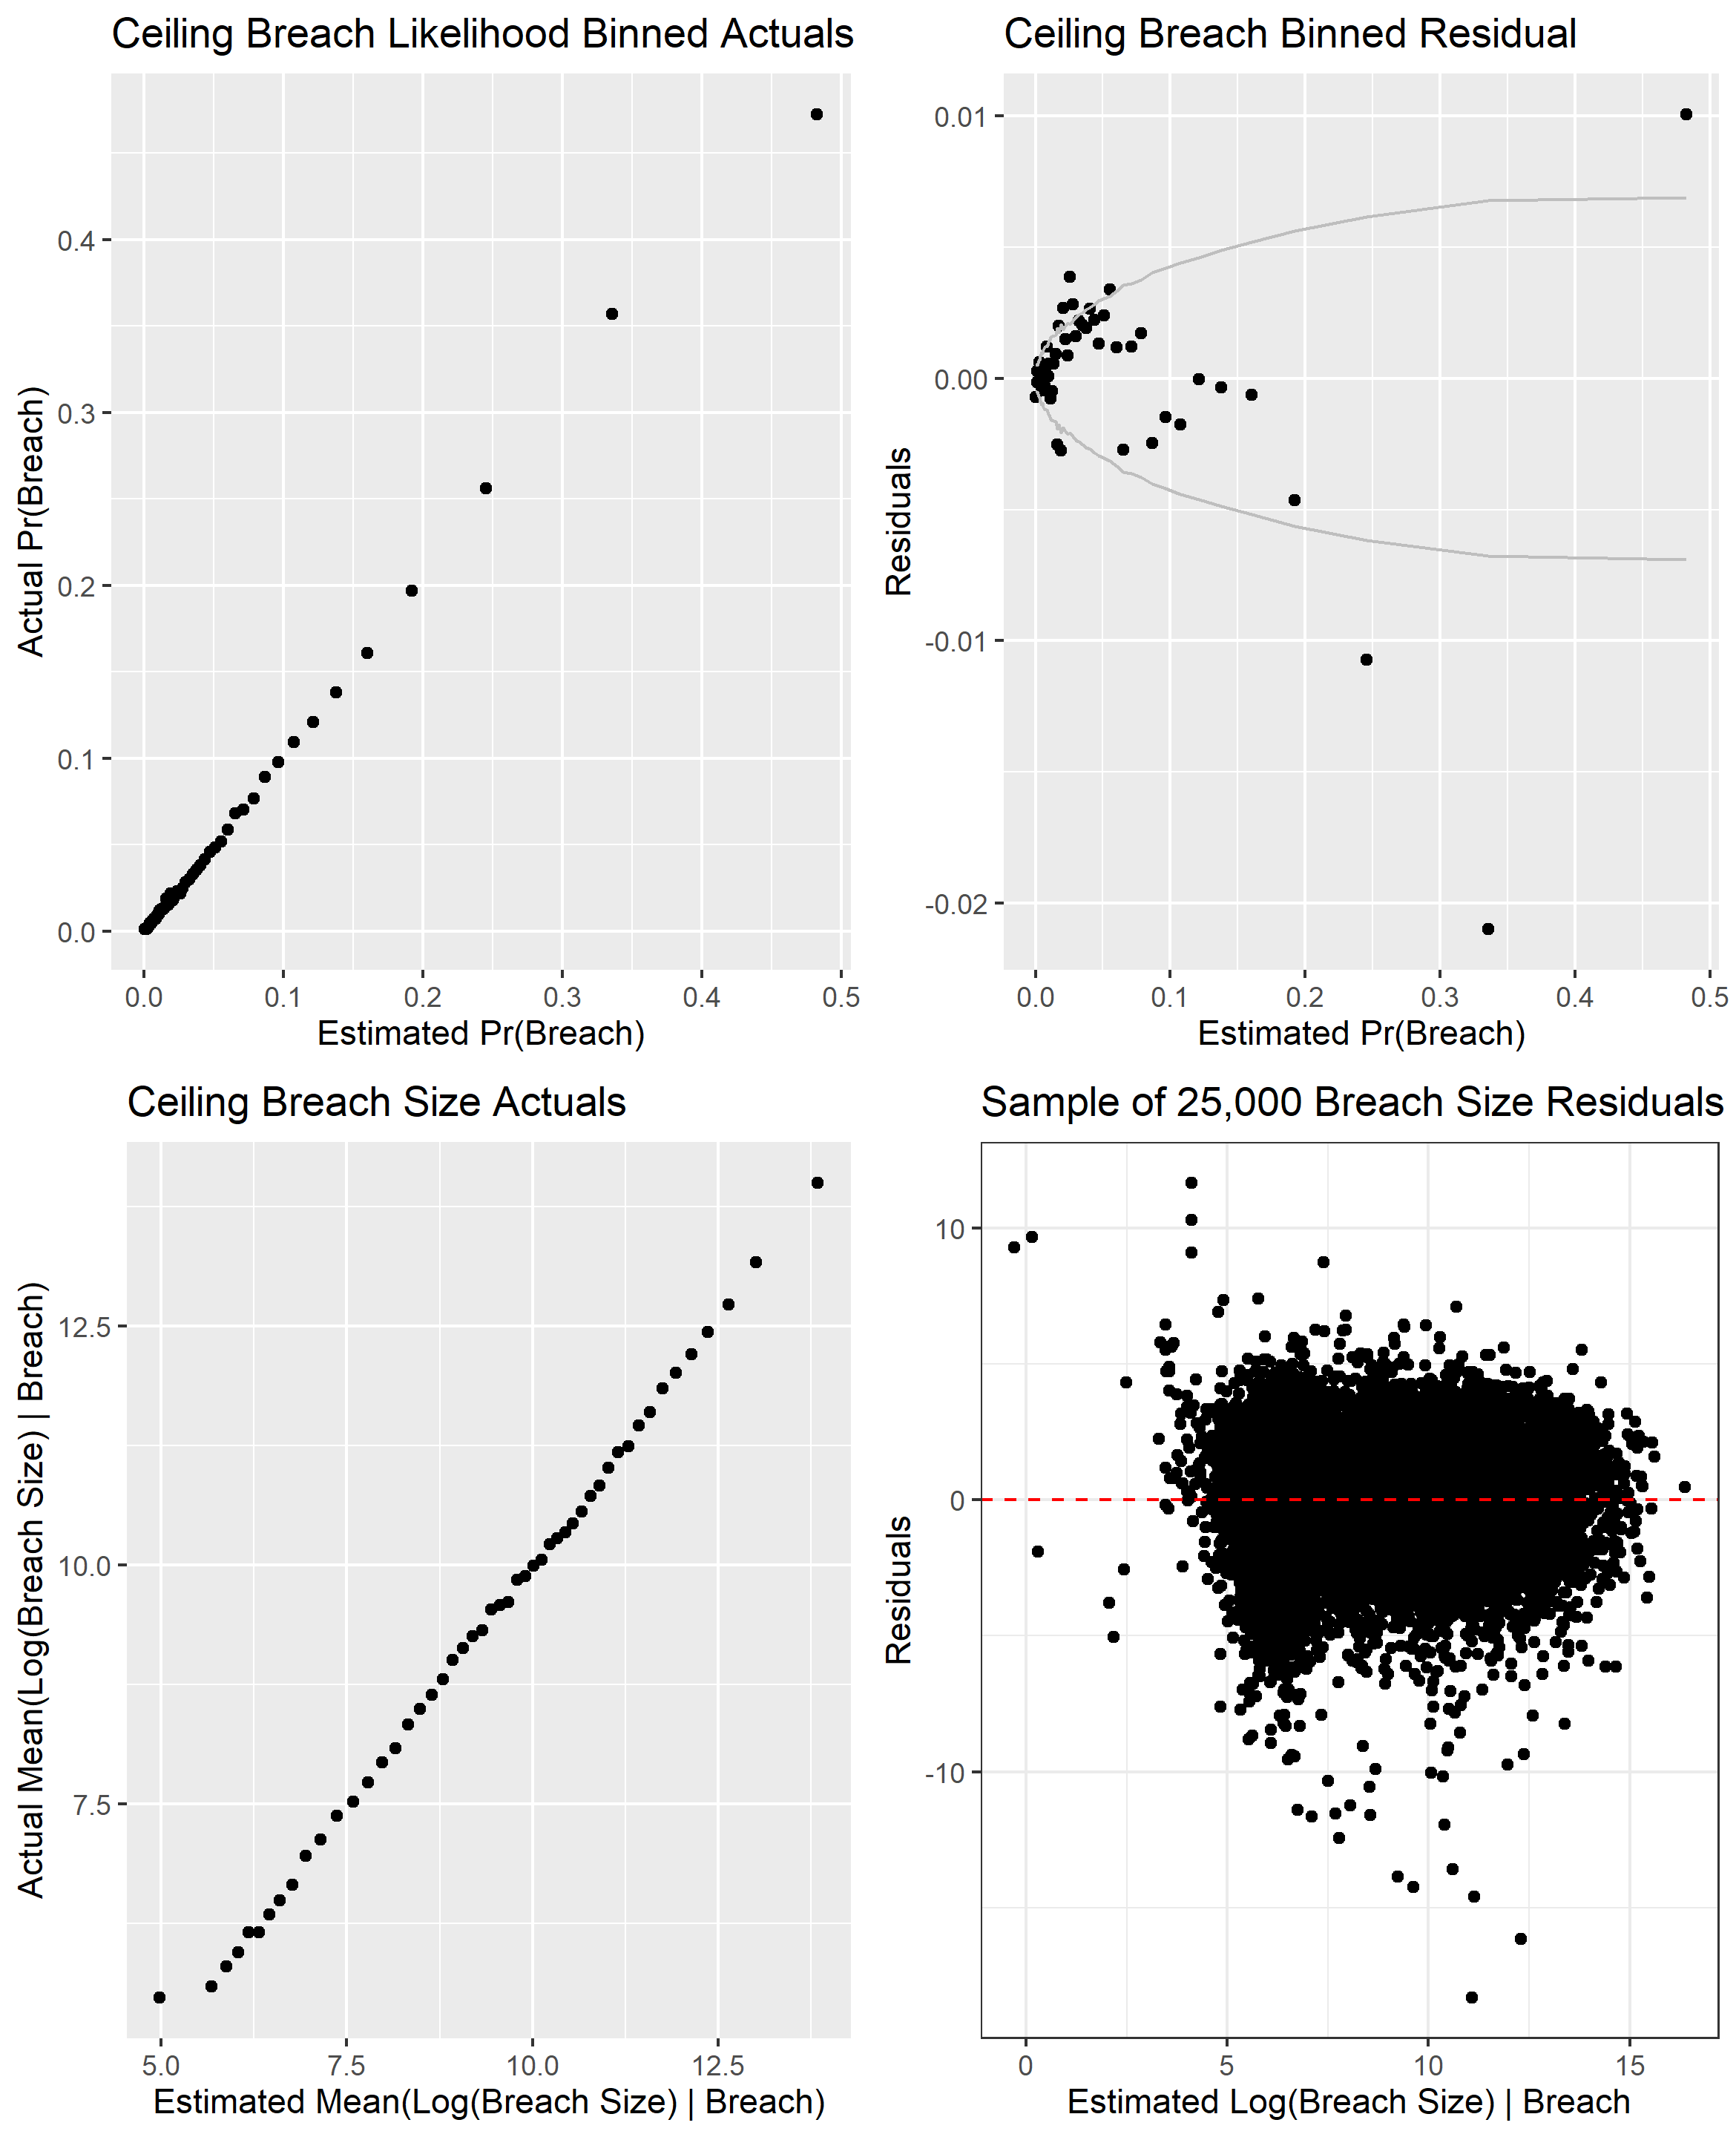 Ceiling Breach Likelihood Binned Actuals
Actual Pr(Breach)
0.4
0.3
0.2
0.1
0.0
0.0 0.1 0.2 0.3 0.4 0.5
Estimated Pr(Breach)
Ceiling Breach Binned Residual
Residuals
0.01
0.00
-0.01
-0.02
0.0 0.1 0.2 0.3 0.4 0.5
Estimated Pr(Breach)
Ceiling Breach Size Actuals
Actual Mean(Log(Breach Size) | Breach)
12.5
10.0
7.5
5.0 7.5 10.0 12.5
Estimated Mean(Log(Breach Size) | Breach)
Sample of 25,000 Breach Size Residuals
Residuals
10
0
-10
0 5 10 15
Estimated Log(Breach Size) | Breach